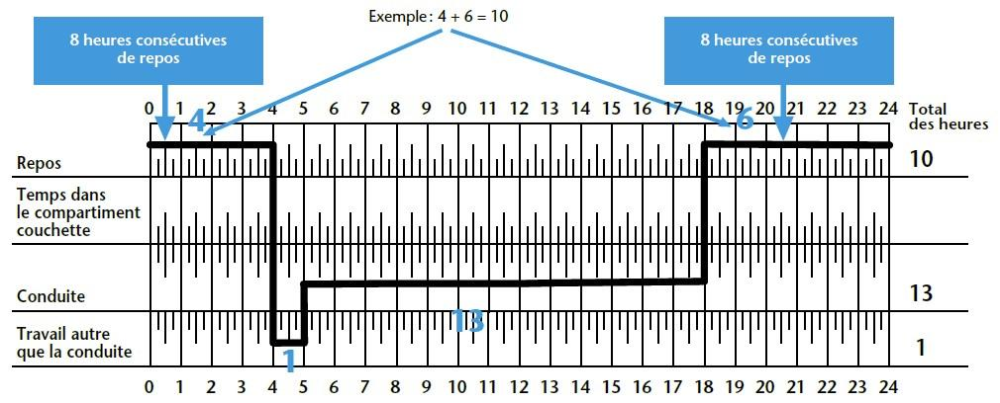 Exemple : 4 + 6 = 10
8 heures consécutives
de repos
8 heures consécutives
de repos
0 1 2 3 4 5 6 7 8 9 10 11 12 13 14 15 16 17 18 19 20 21 22 23 24
Total
des heures
4
6
Repos
10
Temps dans
le compartiment
couchette
Conduite
13
13
Travail autre
que la conduite
1
1
0 1 2 3 4 5 6 7 8 9 10 11 12 13 14 15 16 17 18 19 20 21 22 23 24